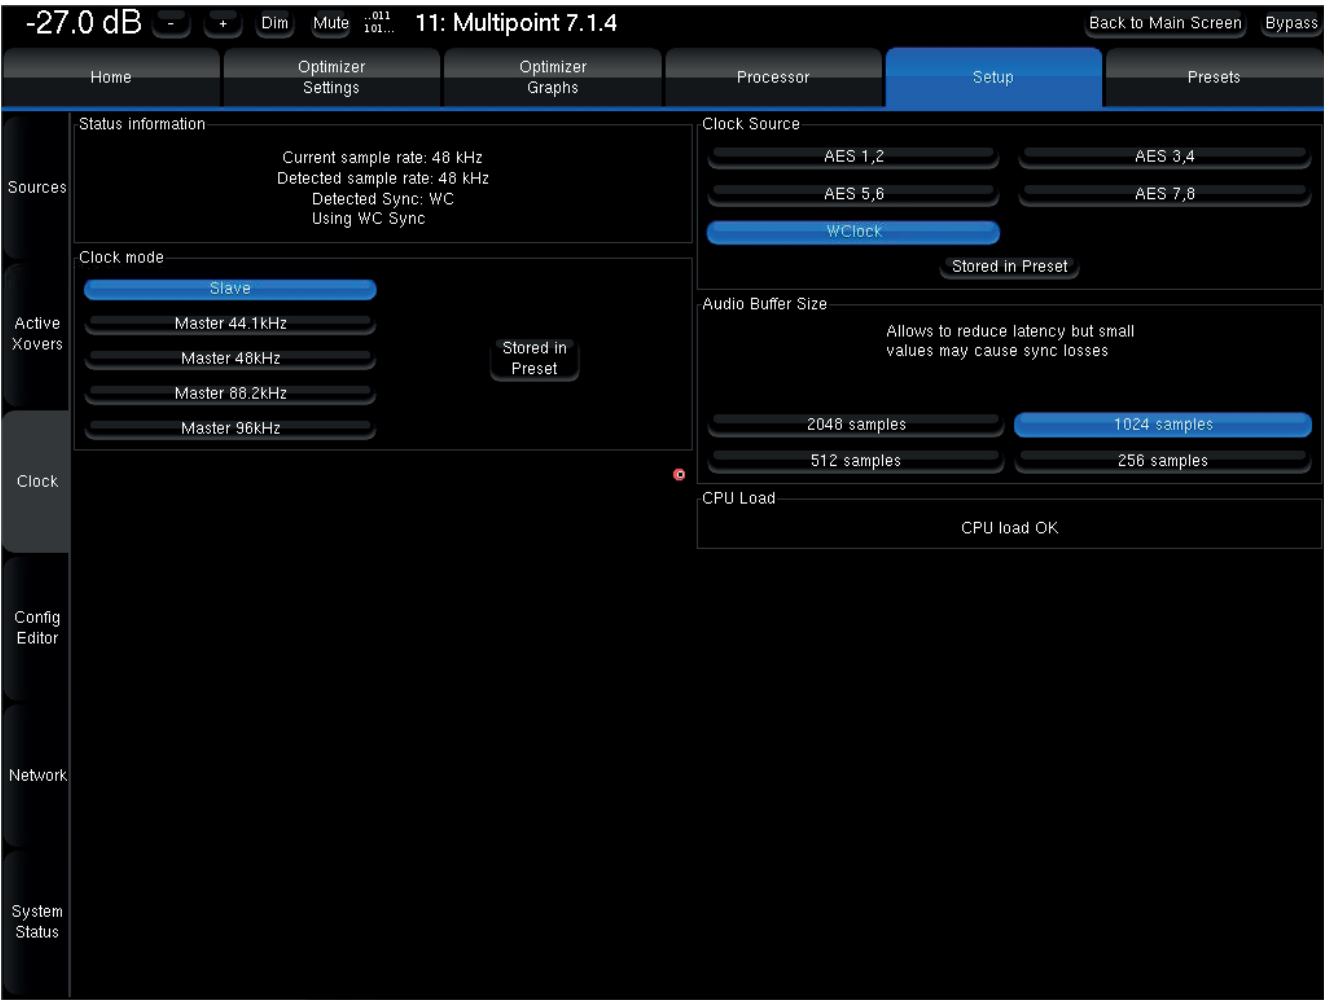 -27.0 dB - + Dim Mute ..011 101... 11: Multipoint 7.1.4 Back to Main Screen Bypass
Home
Optimizer
Settings
Optimizer
Graphs
Processor
Setup
Presets
Sources
Active
Xovers
Clock
Config
Editor
Network
System
Status
Status information
Current sample rate: 48 kHz
Detected sample rate: 48 kHz
Detected Sync: WC
Using WC Sync
Clock mode
Slave
Master 44.1kHz
Master 48kHz
Master 88.2kHz
Master 96kHz
Stored in
Preset
Clock Source
AES 1,2
AES 3,4
AES 5,6
AES 7,8
WClock
Stored in Preset
Audio Buffer Size
Allows to reduce latency but small
values may cause sync losses
2048 samples
1024 samples
512 samples
256 samples
CPU Load
CPU load OK